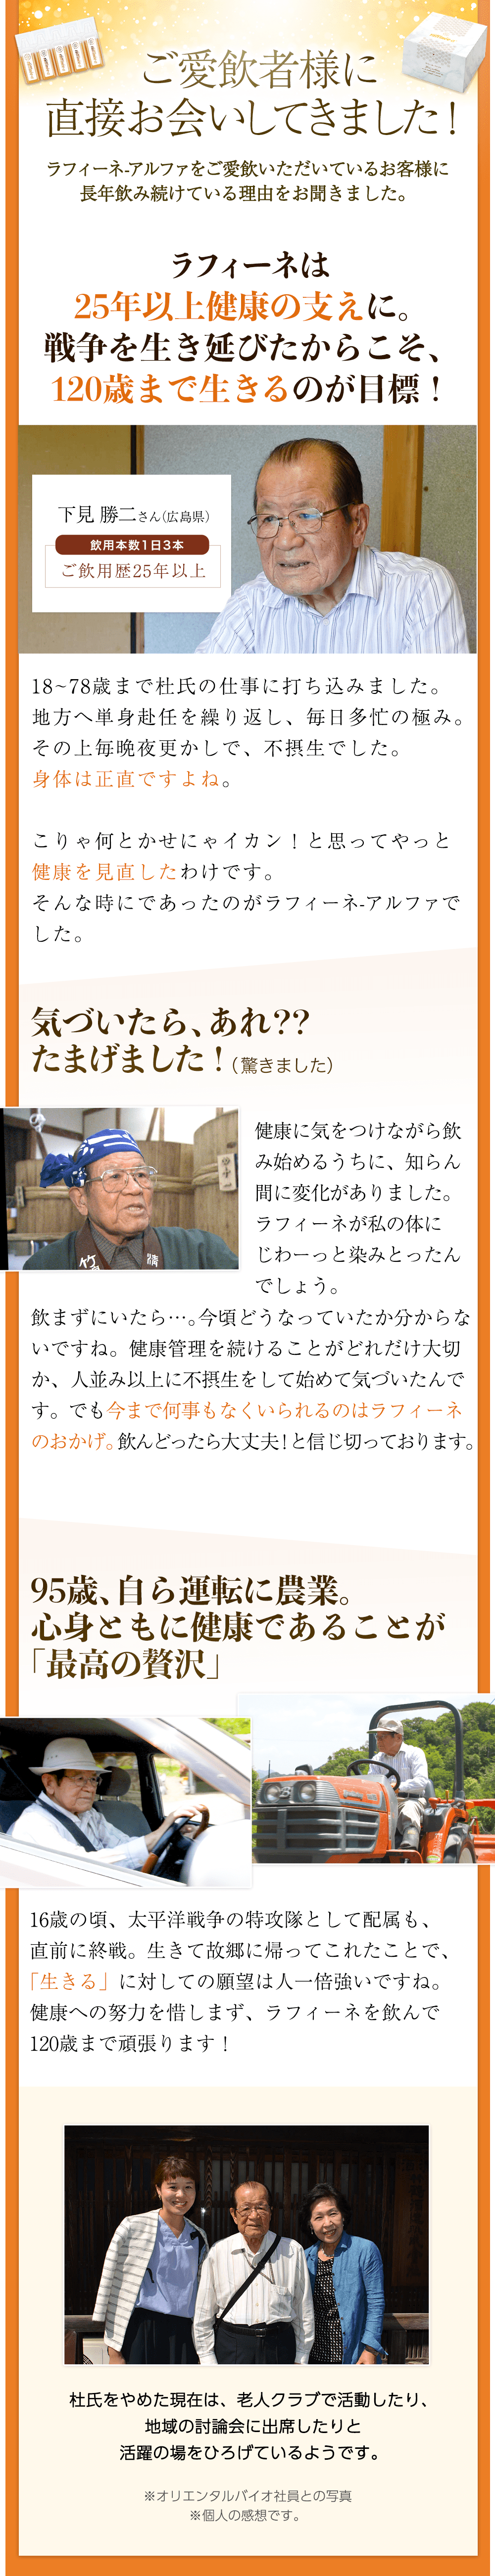 ご愛飲者様に
直接お会いしてきました！
ラフィーネ-アルファをご愛飲いただいているお客様に
長年飲み続けている理由をお聞きました。
ラフィーネは
25年以上健康の支えに。
戦争を生き延びたからこそ、
120歳まで生きるのが目標！
下見 勝二さん（広島県）
飲用本数1日3本
ご飲用歴25年以上
18~78歳まで杜氏の仕事に打ち込みました。
地方へ単身赴任を繰り返し、毎日多忙の極み。
その上毎晩夜更かしで、不摂生でした。
身体は正直ですよね。
こりゃ何とかせにゃイカン！と思ってやっと
健康を見直したわけです。
そんな時にであったのがラフィーネ-アルファで
した。
気づいたら、あれ??
たまげました！（驚きました）
健康に気をつけながら飲
み始めるうちに、知らん
間に変化がありました。
ラフィーネが私の体に
じわーっと染みとったん
でしょう。
飲まずにいたら…。今頃どうなっていたか分からな
いですね。健康管理を続けることがどれだけ大切
か、人並み以上に不摂生をして始めて気づいたんで
す。でも今まで何事もなくいられるのはラフィーネ
のおかげ。飲んどったら大丈夫！と信じ切っております。
95歳、自ら運転に農業。
心身ともに健康であることが
「最高の贅沢」
16歳の頃、太平洋戦争の特攻隊として配属も、
直前に終戦。生きて故郷に帰ってこれたことで、
「生きる」に対しての願望は人一倍強いですね。
健康への努力を惜しまず、ラフィーネを飲んで
120歳まで頑張ります！
杜氏をやめた現在は、老人クラブで活動したり、
地域の討論会に出席したりと
活躍の場をひろげているようです。
※オリエンタルバイオ社員との写真
※個人の感想です。